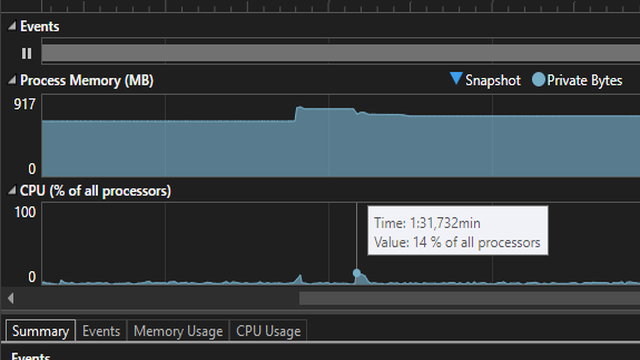 Events
Process Memory (MB)
Snapshot
Private Bytes
917
0
CPU (% of all processors)
100
Time: 1:31,732min
Value: 14 % of all processors
0
Summary
Events
Memory Usage
CPU Usage
Events